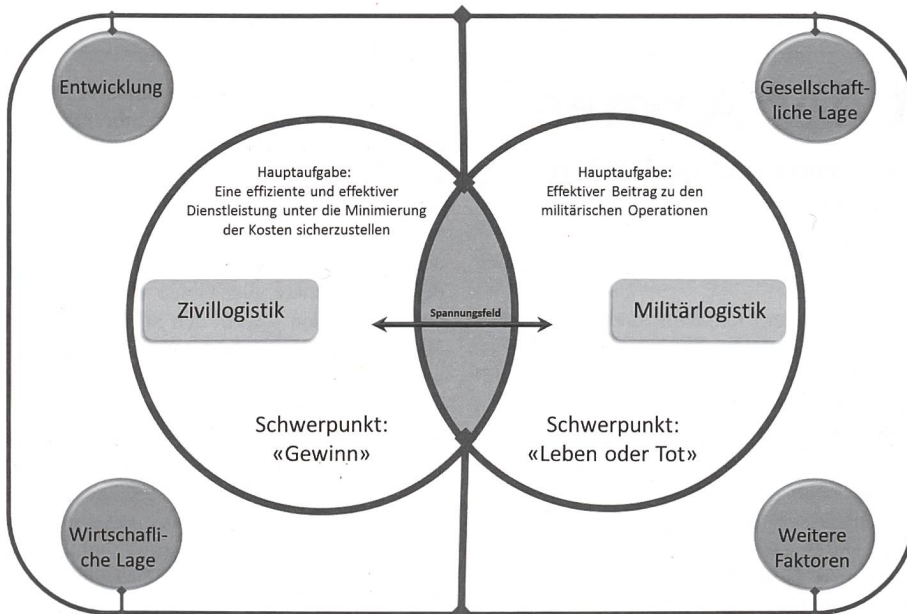 Entwicklung
Gesellschaft-
liche Lage
Hauptaufgabe:
Eine effiziente und effektiver
Dienstleistung unter die Minimierung
der Kosten sicherzustellen
Hauptaufgabe:
Effektiver Beitrag zu den
militärischen Operationen
Zivillogistik
Spannungsfeld
Militärlogistik
Schwerpunkt:
«Gewinn»
Schwerpunkt:
«Leben oder Tot»
Wirtschafli-
che Lage
Weitere
Faktoren